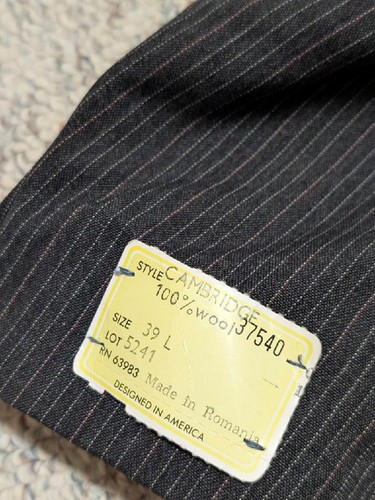 STYLE CAMBRIDGE
100% wool 37540
SIZE 39 L
LOT 5241
RN 63983 Made in Romania
DESIGNED IN AMERICA